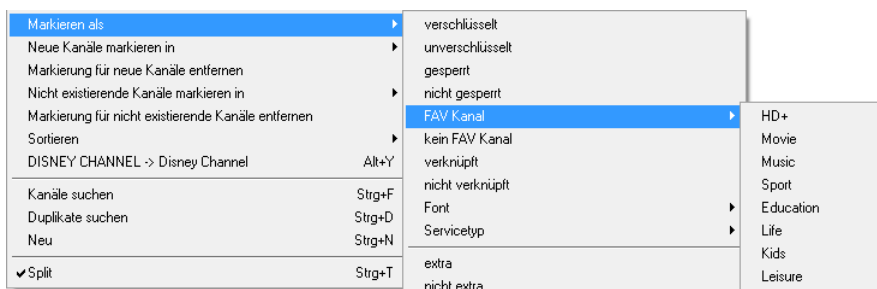 Markieren als
Neue Kanäle markieren in
Markierung für neue Kanäle entfernen
Nicht existierende Kanäle markieren in
Markierung für nicht existierende Kanäle entfernen
Sortieren
DISNEY CHANNEL -> Disney Channel Alt+Y
Kanäle suchen Strg+F
Duplikate suchen Strg+D
Neu Strg+N
Split Strg+T
verschlüsselt
unverschlüsselt
gesperrt
nicht gesperrt
FAV Kanal
kein FAV Kanal
verknüpft
nicht verknüpft
Font
Servicetyp
extra
nicht extra
HD+
Movie
Music
Sport
Education
Life
Kids
Leisure